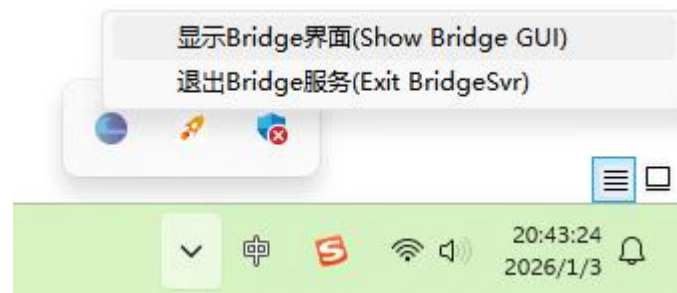 显示Bridge界面(Show Bridge GUI)
退出Bridge服务(Exit BridgeSvr)
中
20:43:24
2026/1/3